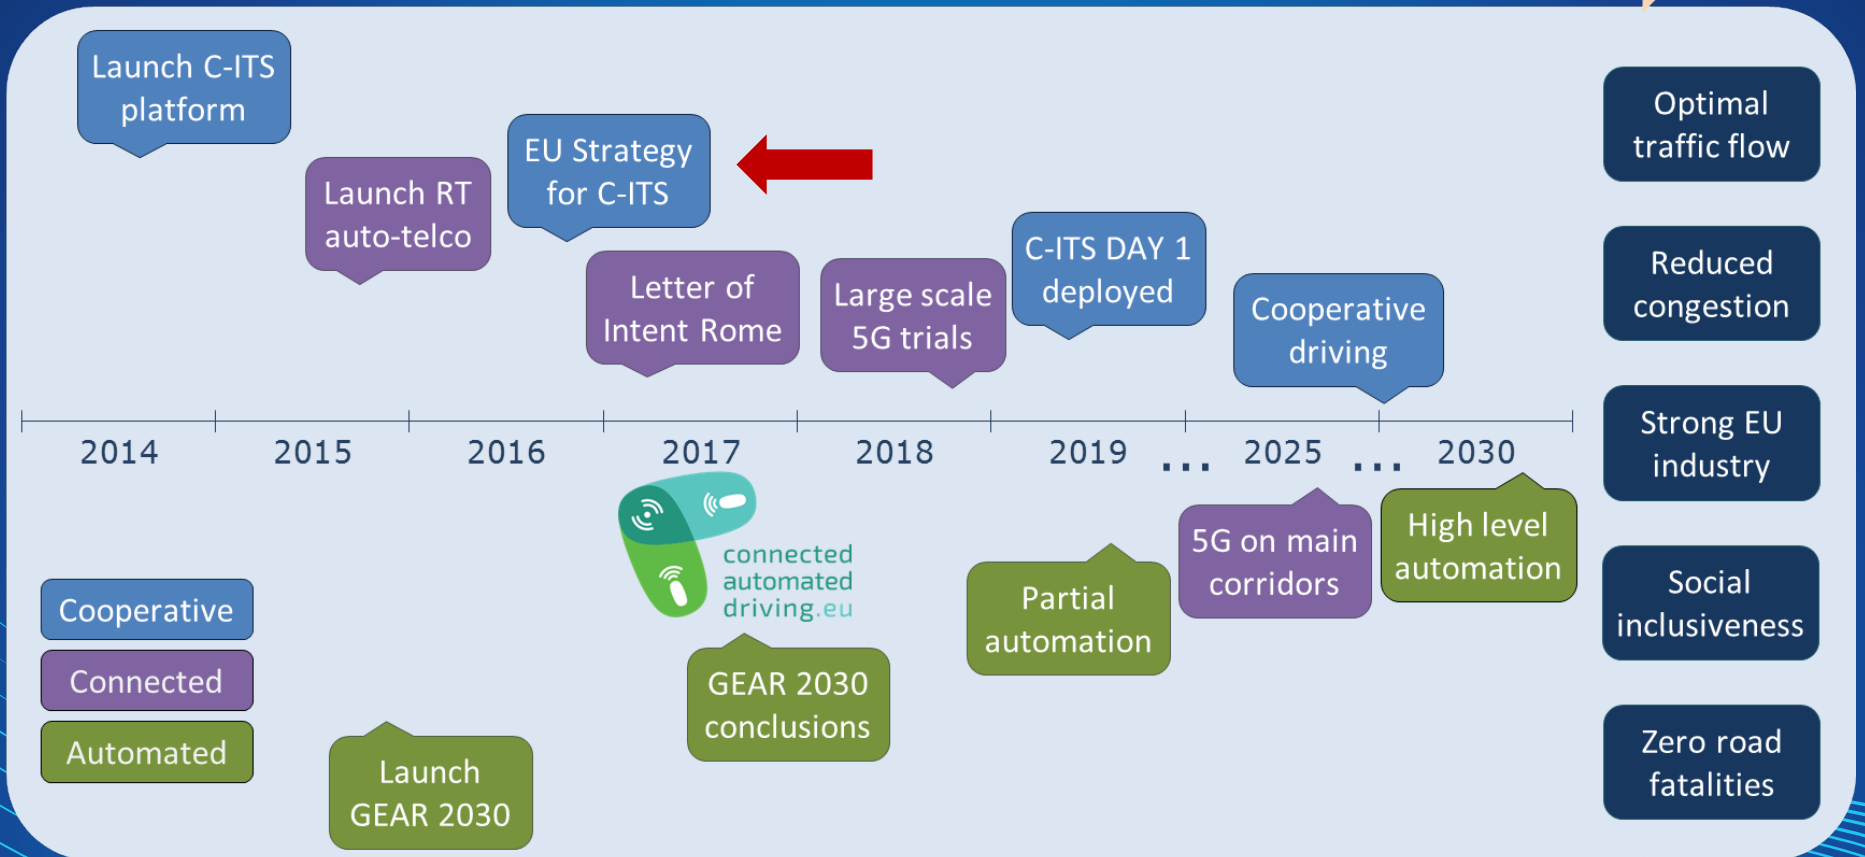 Launch C-ITS
platform
Launch RT
auto-telco
EU Strategy
for C-ITS
Letter of
Intent Rome
Large scale
5G trials
C-ITS DAY 1
deployed
Cooperative
driving
2014
2015
2016
2017
2018
2019
...
2025
...
2030
connected
automated
driving.eu
Launch
GEAR 2030
GEAR 2030
conclusions
Partial
automation
5G on main
corridors
High level
automation
Cooperative
Connected
Automated
Optimal
traffic flow
Reduced
congestion
Strong EU
industry
Social
inclusiveness
Zero road
fatalities